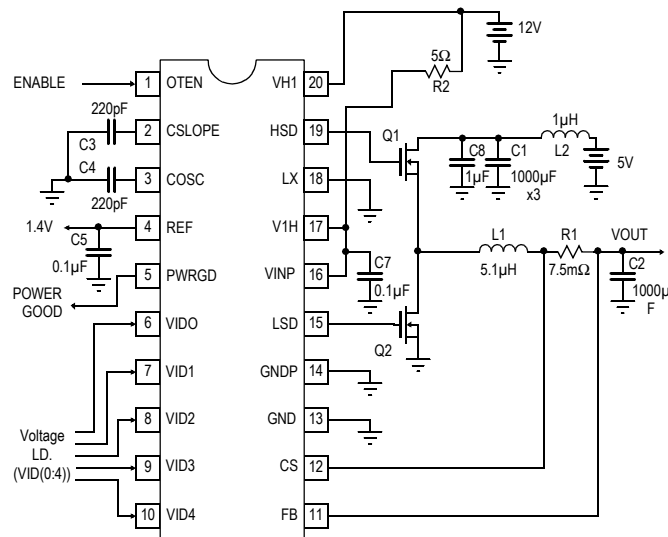 12V
5Ω
R2
ENABLE
1 OTEN
VH1 20
220pF
C3
2 CSLOPE
HSD 19
Q1
1µH
L2
C8
1µF
C1
1000µF
x3
5V
C4
220pF
3 COSC
LX 18
1.4V
4 REF
V1H 17
C5
0.1µF
L1
5.1µH
R1
7.5mΩ
VOUT
POWER
GOOD
5 PWRGD
VINP 16
C7
0.1µF
C2
1000µ
F
6 VIDO
LSD 15
Q2
7 VID1
GNDP 14
8 VID2
GND 13
Voltage
I.D.
(VID(0:4))
9 VID3
CS 12
10 VID4
FB 11